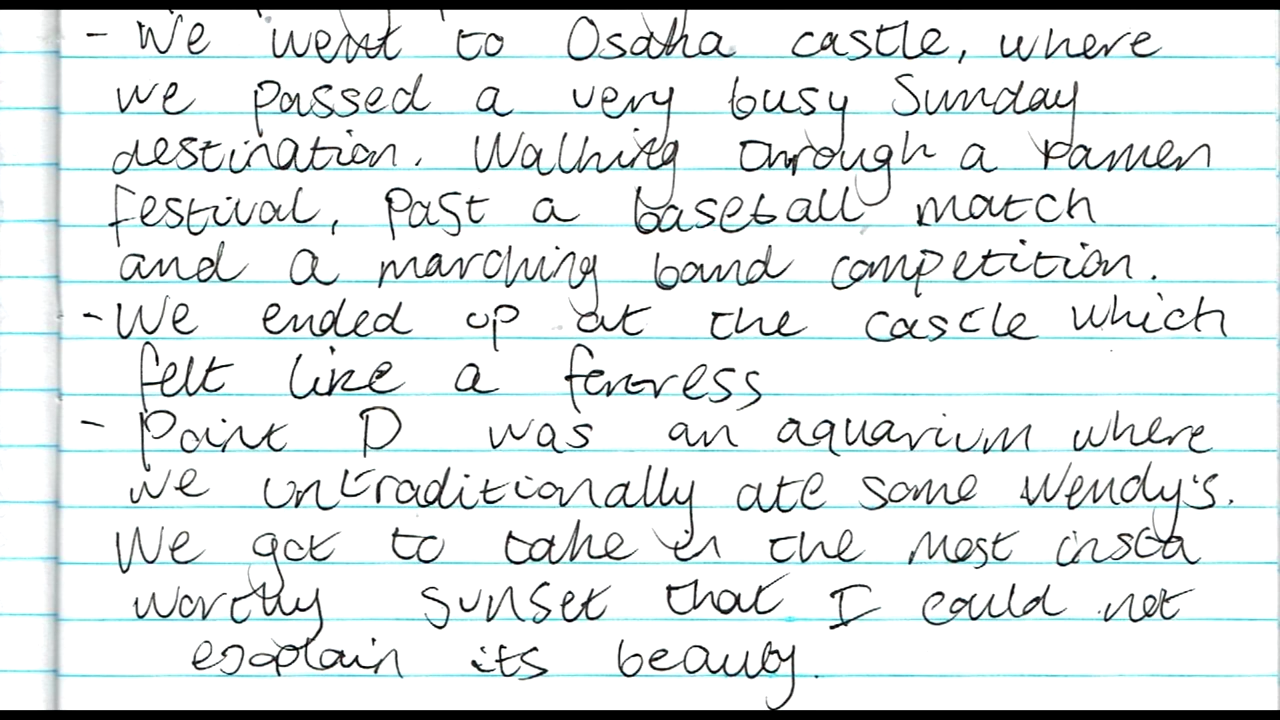 - We went to Osaka castle, where
we passed a very busy Sunday
destination. Walking through a ramen
festival, past a baseball match
and a marching band competition.
- We ended up at the castle which
felt like a fortress
- Point D was an aquarium where
we untraditionally ate some Wendy's.
We got to take in the most insta
worthy sunset that I could not
explain its beauty.